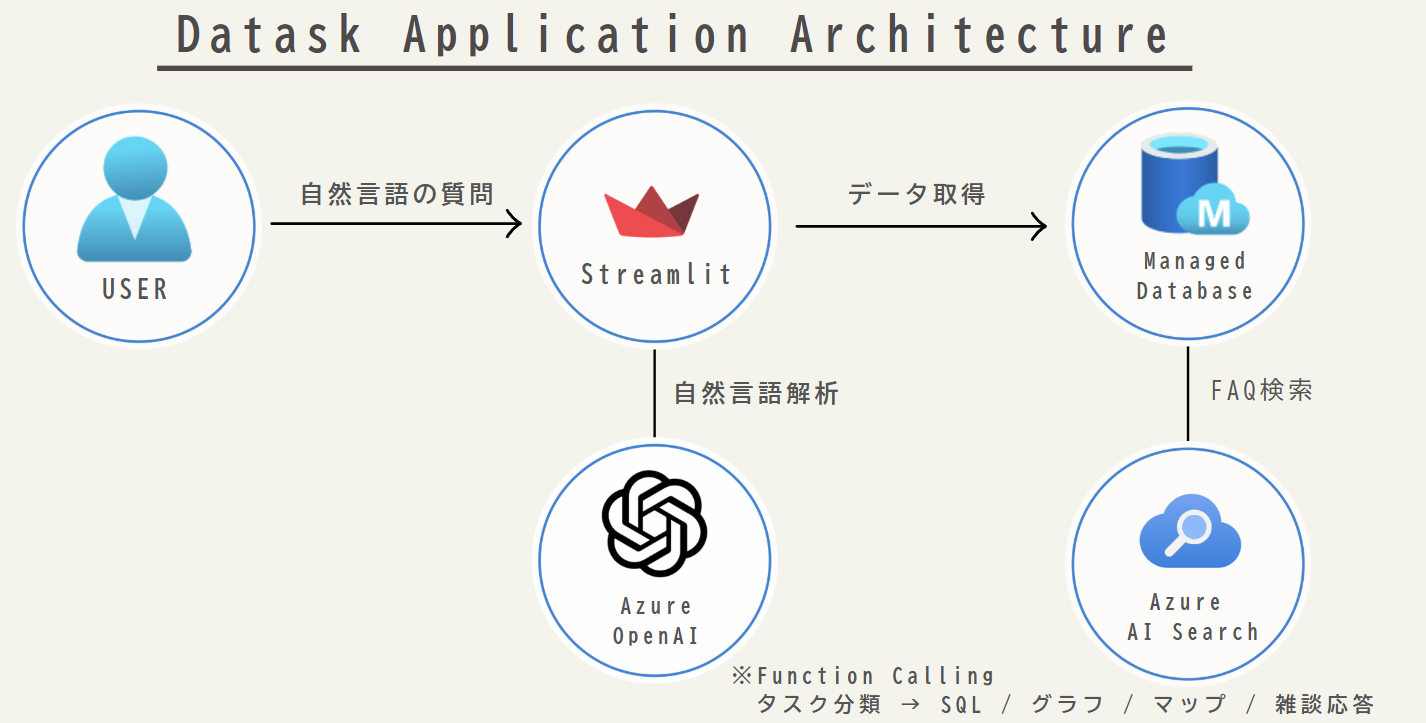 Datask Application Architecture
自然言語の質問
データ取得
USER
Streamlit
Managed
Database
自然言語解析
FAQ検索
Azure
OpenAI
Azure
AI Search
※Function Calling
タスク分類 → SQL / グラフ / マップ / 雑談応答